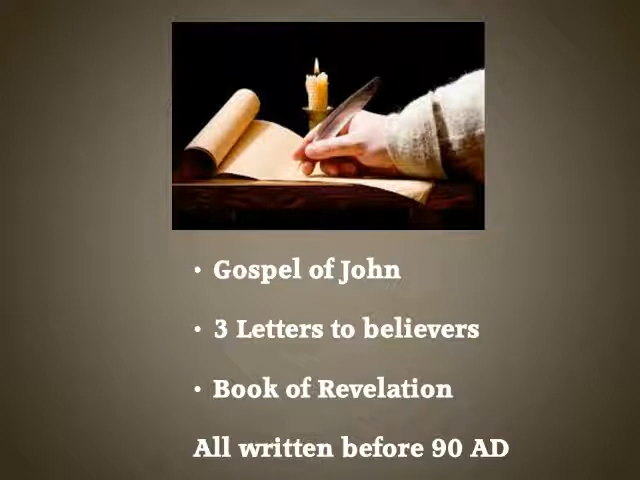 • Gospel of John
• 3 Letters to believers
• Book of Revelation
All written before 90 AD